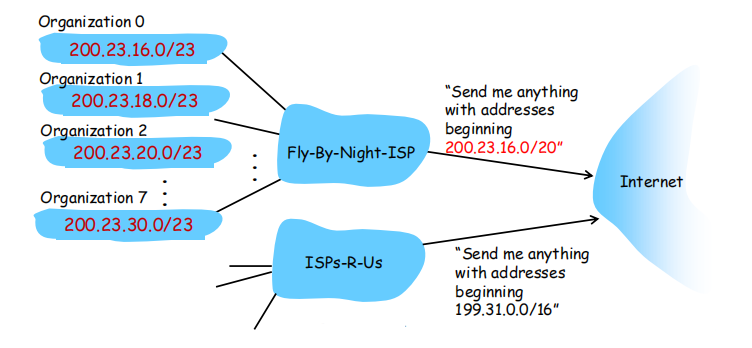 Organization 0
200.23.16.0/23
Organization 1
200.23.18.0/23
Organization 2
200.23.20.0/23
Organization 7
200.23.30.0/23
Fly-By-Night-ISP
ISPs-R-Us
“Send me anything
with addresses
beginning
200.23.16.0/20”
“Send me anything
with addresses
beginning
199.31.0.0/16”
Internet